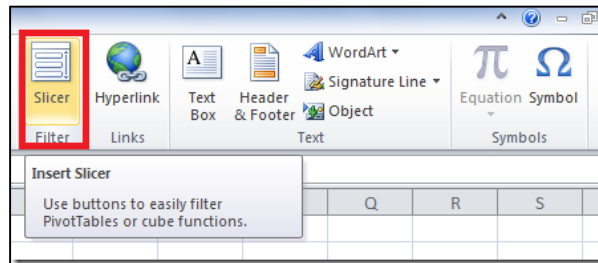 Slicer
Hyperlink
Text
Box
Header
& Footer
WordArt
Signature Line
Object
Equation
Symbol
Filter
Links
Text
Symbols
Insert Slicer
Use buttons to easily filter
PivotTables or cube functions.
Q
R
S